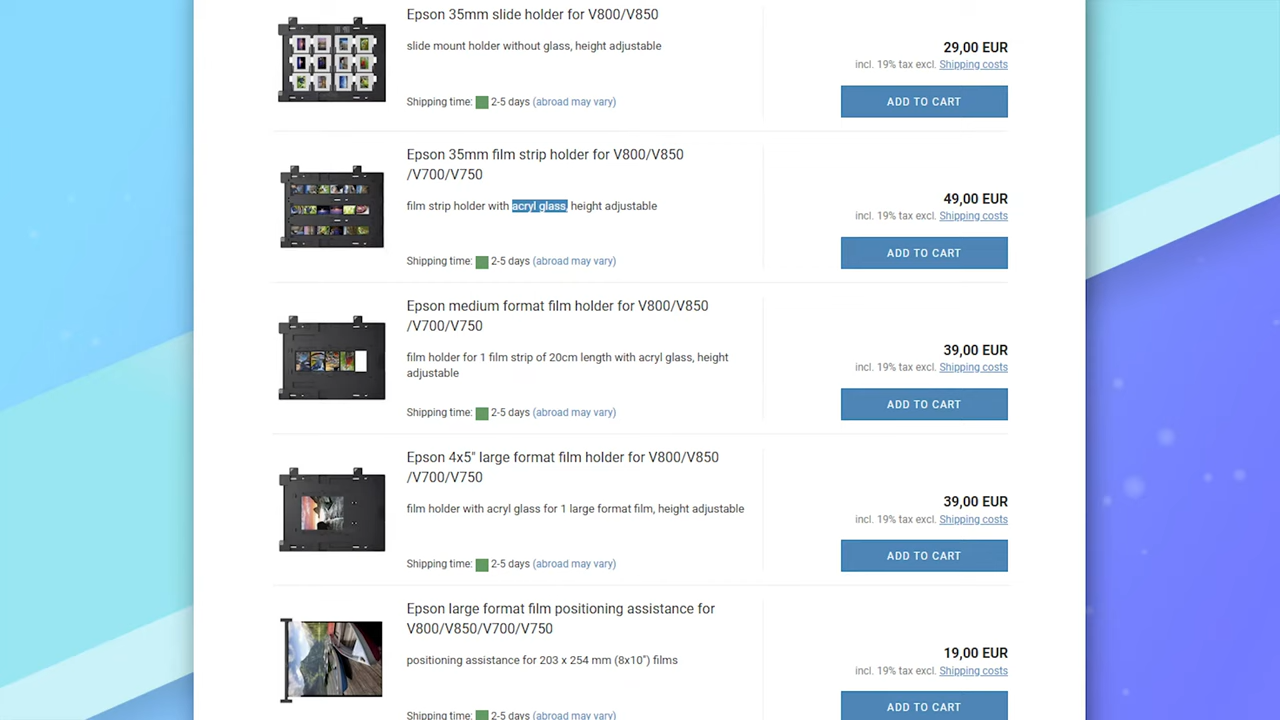 Epson 35mm slide holder for V800/V850
slide mount holder without glass, height adjustable
Shipping time: 2-5 days (abroad may vary)
29,00 EUR
incl. 19% tax excl. Shipping costs
ADD TO CART
Epson 35mm film strip holder for V800/V850
/V700/V750
film strip holder with acryl glass, height adjustable
Shipping time: 2-5 days (abroad may vary)
49,00 EUR
incl. 19% tax excl. Shipping costs
ADD TO CART
Epson medium format film holder for V800/V850
/V700/V750
film holder for 1 film strip of 20cm length with acryl glass, height
adjustable
Shipping time: 2-5 days (abroad may vary)
39,00 EUR
incl. 19% tax excl. Shipping costs
ADD TO CART
Epson 4x5" large format film holder for V800/V850
/V700/V750
film holder with acryl glass for 1 large format film, height adjustable
Shipping time: 2-5 days (abroad may vary)
39,00 EUR
incl. 19% tax excl. Shipping costs
ADD TO CART
Epson large format film positioning assistance for
V800/V850/V700/V750
positioning assistance for 203 x 254 mm (8x10") films
Shipping time: 2-5 days (abroad may vary)
19,00 EUR
incl. 19% tax excl. Shipping costs
ADD TO CART